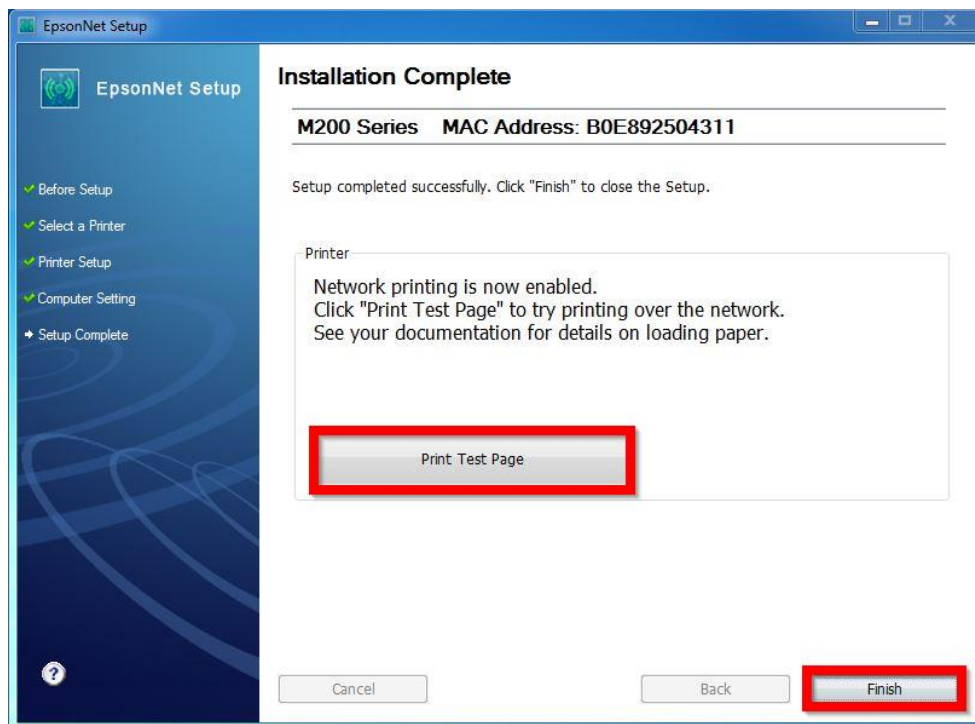 EpsonNet Setup
EpsonNet Setup
Before Setup
Select a Printer
Printer Setup
Computer Setting
Setup Complete
Installation Complete
M200 Series MAC Address: B0E892504311
Setup completed successfully. Click "Finish" to close the Setup.
Printer
Network printing is now enabled.
Click "Print Test Page" to try printing over the network.
See your documentation for details on loading paper.
Print Test Page
?
Cancel
Back
Finish